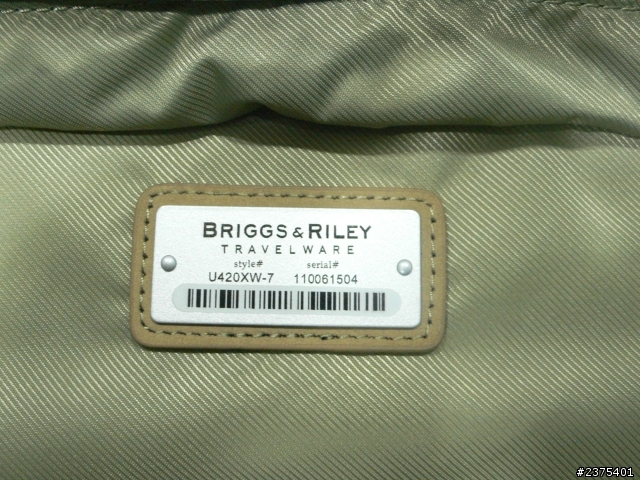 BRIGGS & RILEY
TRAVELWARE
style# serial#
U420XW-7 110061504
#2375401